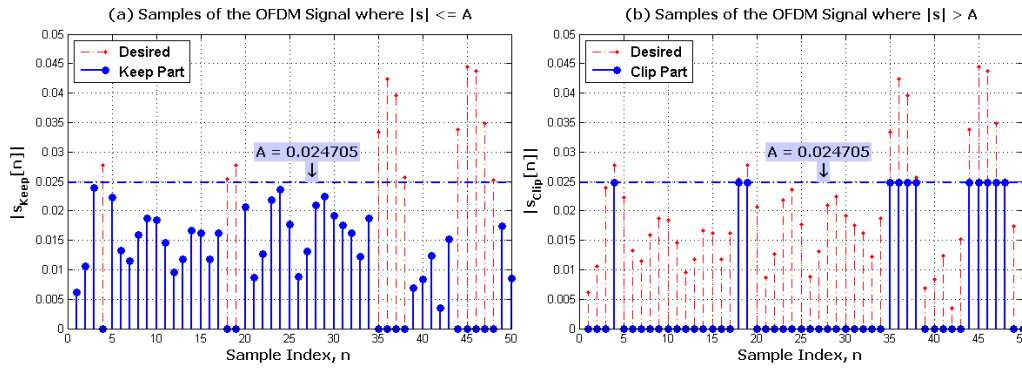 (a) Samples of the OFDM Signal where |s| <= A
0.05
0.045
0.04
0.035
0.03
0.025
0.02
0.015
0.01
0.005
0
|sKeep[n]|
Desired
Keep Part
A = 0.024705
0 5 10 15 20 25 30 35 40 45 50
Sample Index, n
(b) Samples of the OFDM Signal where |s| > A
0.05
0.045
0.04
0.035
0.03
0.025
0.02
0.015
0.01
0.005
0
|sClip[n]|
Desired
Clip Part
A = 0.024705
0 5 10 15 20 25 30 35 40 45 50
Sample Index, n